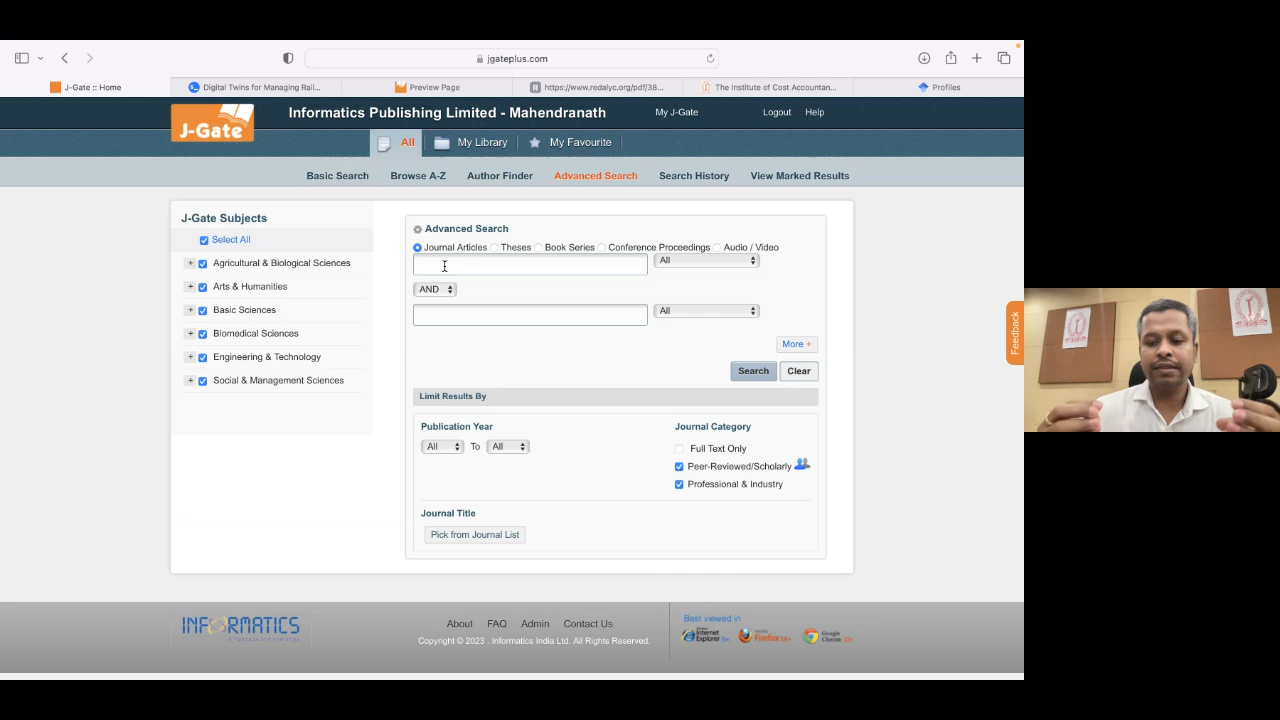 jgateplus.com
J-Gate :: Home
Digital Twins for Managing Rail...
Preview Page
https://www.redalyc.org/pdf/38...
The Institute of Cost Accountan...
Profiles
J-Gate
Informatics Publishing Limited - Mahendranath
My J-Gate
Logout
Help
All
My Library
My Favourite
Basic Search
Browse A-Z
Author Finder
Advanced Search
Search History
View Marked Results
J-Gate Subjects
Select All
+ Agricultural & Biological Sciences
+ Arts & Humanities
+ Basic Sciences
+ Biomedical Sciences
+ Engineering & Technology
+ Social & Management Sciences
Advanced Search
Journal Articles Theses Book Series Conference Proceedings Audio / Video
All
AND
All
More +
Search Clear
Limit Results By
Publication Year
All To All
Journal Category
Full Text Only
Peer-Reviewed/Scholarly
Professional & Industry
Journal Title
Pick from Journal List
Feedback
INFORMATICS
About FAQ Admin Contact Us
Copyright © 2023 . Informatics India Ltd. All Rights Reserved.
Best viewed in
Internet
Explorer
Firefox
Google
Chrome